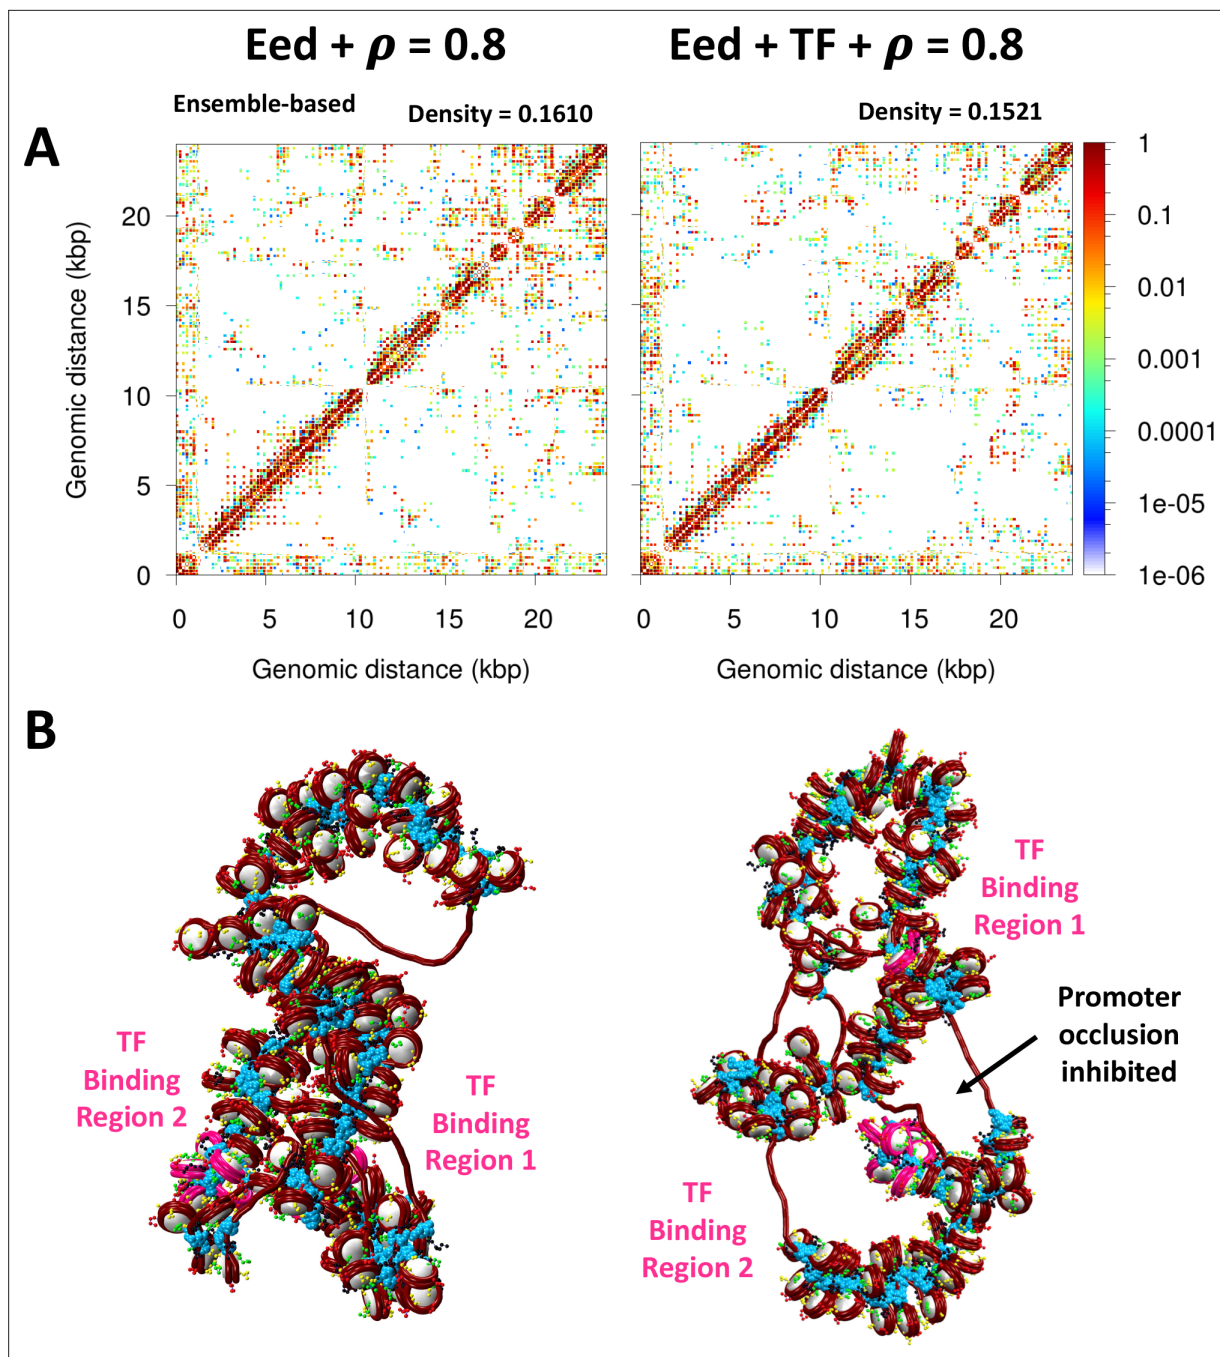 Eed + ρ = 0.8
Eed + TF + ρ = 0.8
Ensemble-based
Density = 0.1610
Density = 0.1521
A
Genomic distance (kbp)
20
15
10
5
0
0 5 10 15 20
Genomic distance (kbp)
0 5 10 15 20
Genomic distance (kbp)
1
0.1
0.01
0.001
0.0001
1e-05
1e-06
B
TF
Binding
Region 2
TF
Binding
Region 1
TF
Binding
Region 1
Promoter
occlusion
inhibited
TF
Binding
Region 2